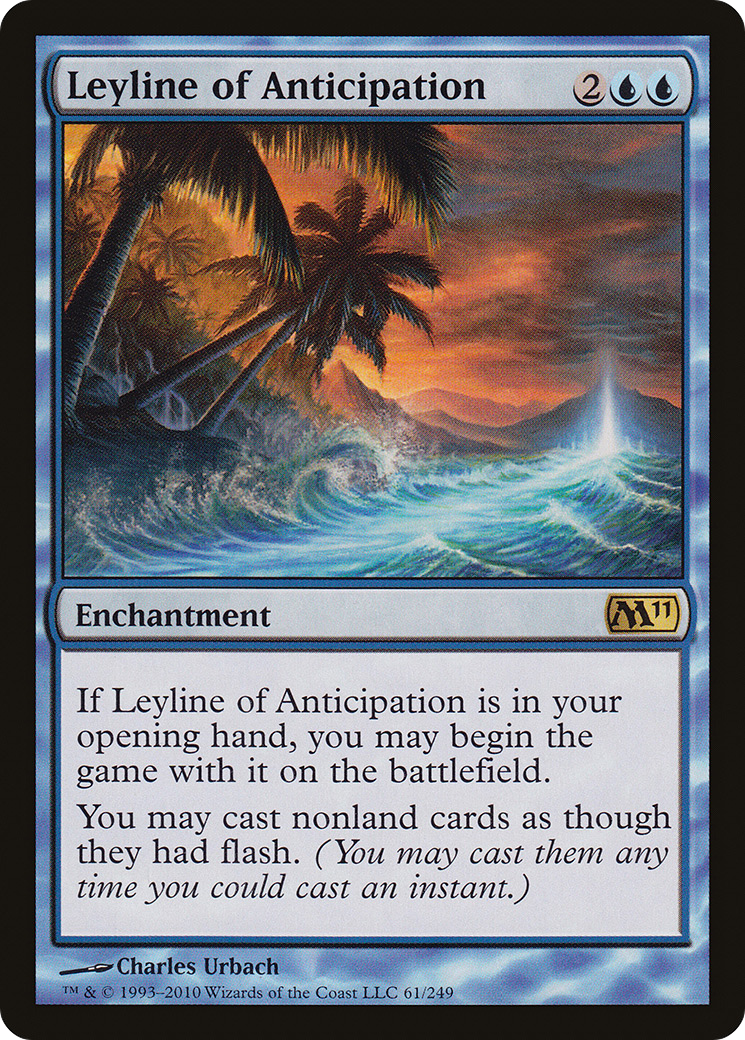 Leyline of Anticipation 2
Enchantment M11
If Leyline of Anticipation is in your
opening hand, you may begin the
game with it on the battlefield.
You may cast nonland cards as though
they had flash. (You may cast them any
time you could cast an instant.)
Charles Urbach
™ & © 1993–2010 Wizards of the Coast LLC 61/249